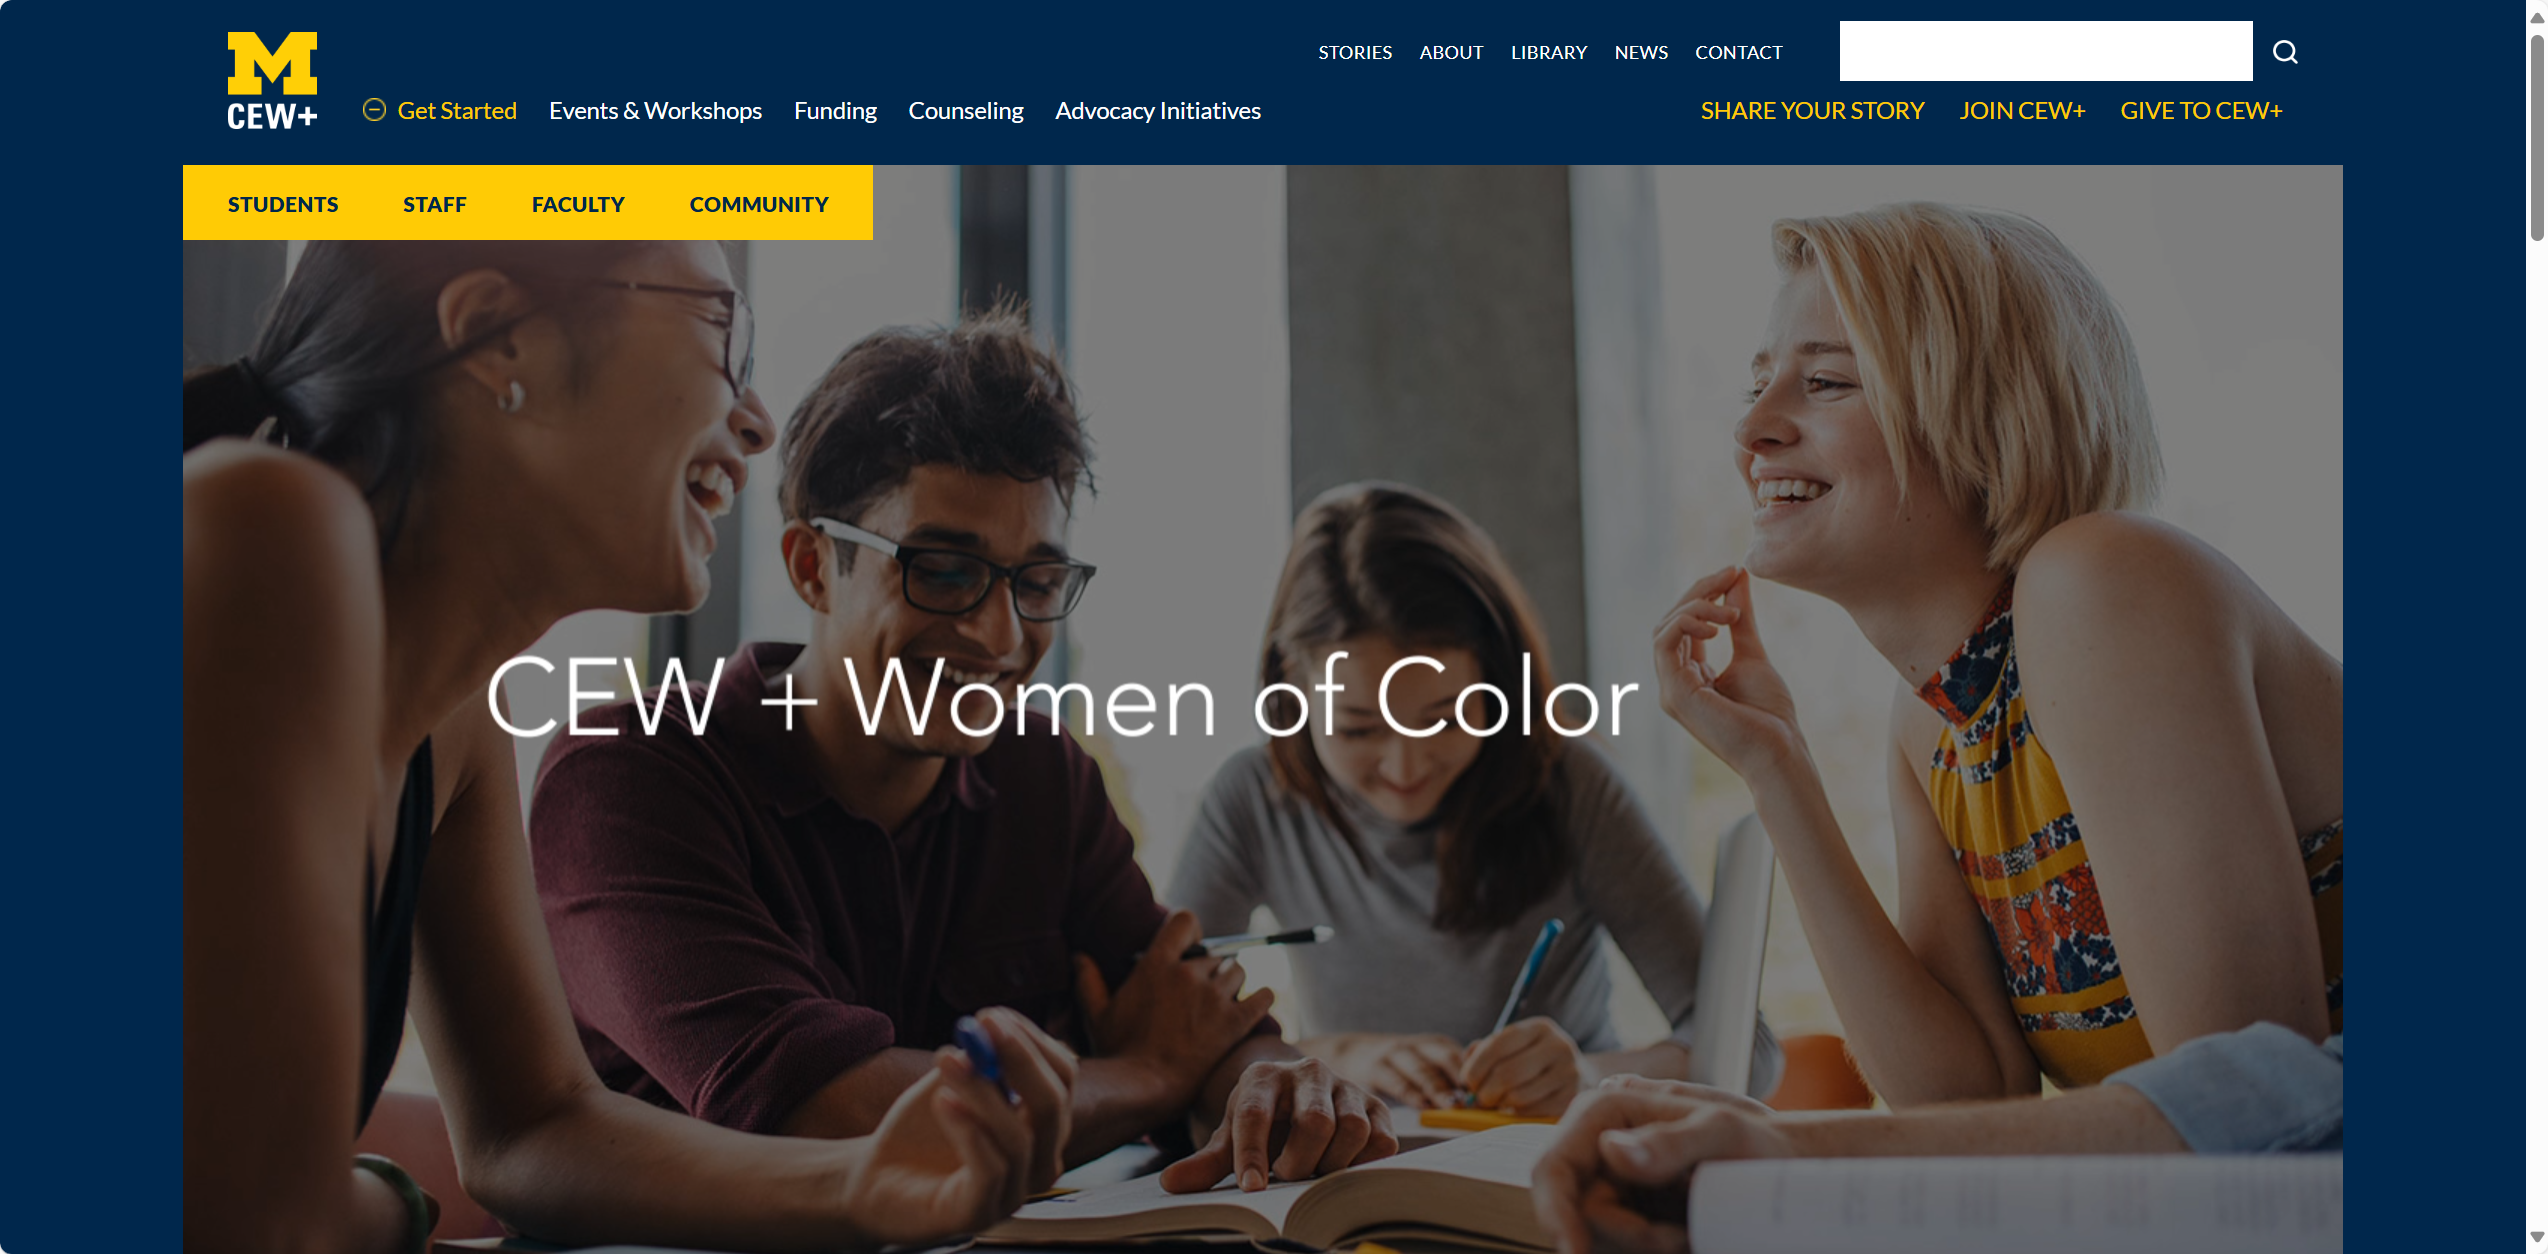 M
CEW+
STORIES ABOUT LIBRARY NEWS CONTACT
Get Started Events & Workshops Funding Counseling Advocacy Initiatives
SHARE YOUR STORY JOIN CEW+ GIVE TO CEW+
STUDENTS STAFF FACULTY COMMUNITY
CEW + Women of Color